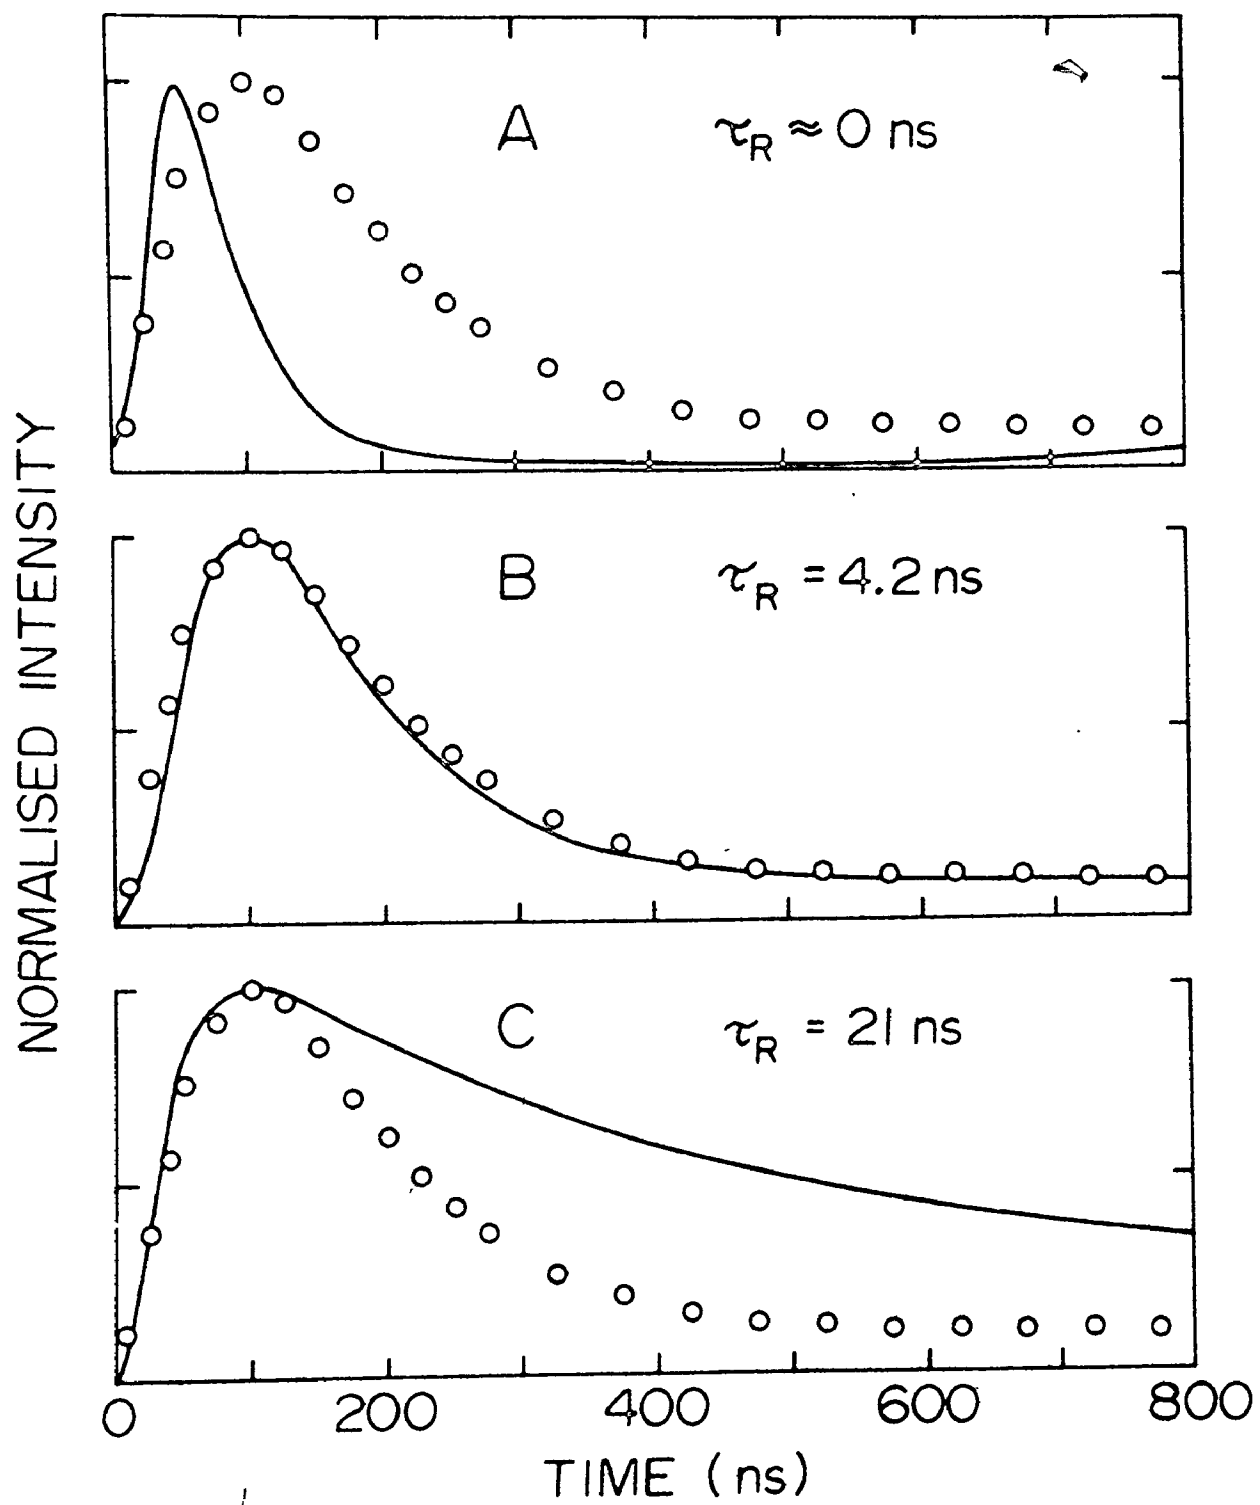 NORMALISED INTENSITY
A
τR ≈ 0 ns
B
τR = 4.2 ns
C
τR = 21 ns
0 200 400 600 800
TIME (ns)